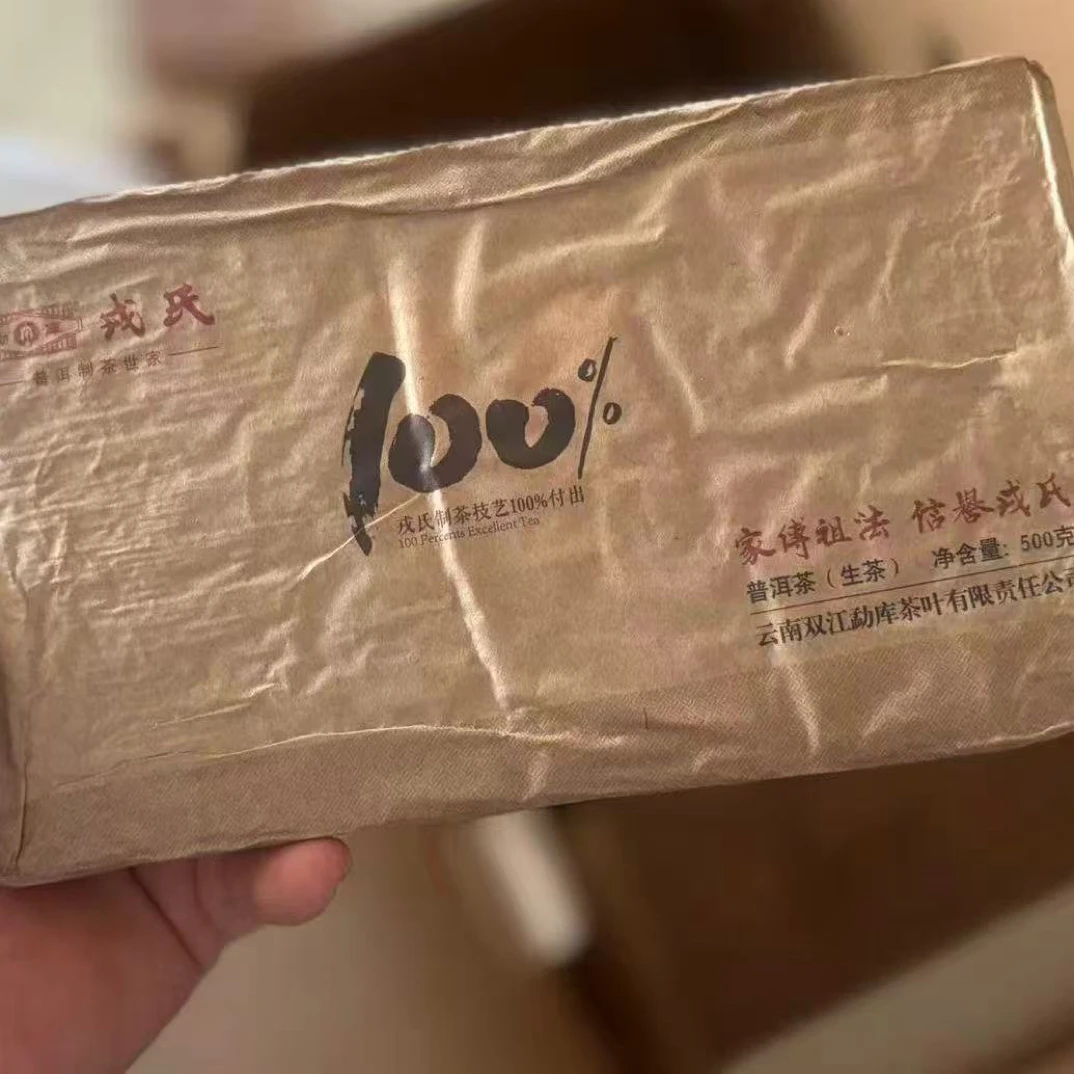 戎氏
普洱制茶世家
100%
戎氏制茶技艺100%付出
100 Percents Excellent Tea
家傳祖法 信誉戎氏
普洱茶（生茶） 净含量: 500克
云南双江勐库茶叶有限责任公司